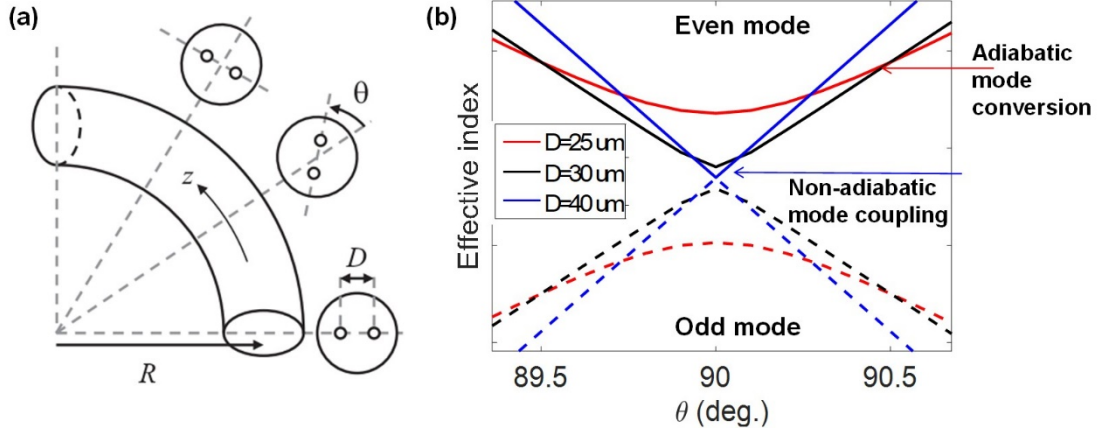 (a)
θ
z
D
R
(b)
Even mode
Adiabatic
mode
conversion
Effective index
D=25 um
D=30 um
D=40 um
Non-adiabatic
mode coupling
Odd mode
89.5
90
90.5
θ (deg.)